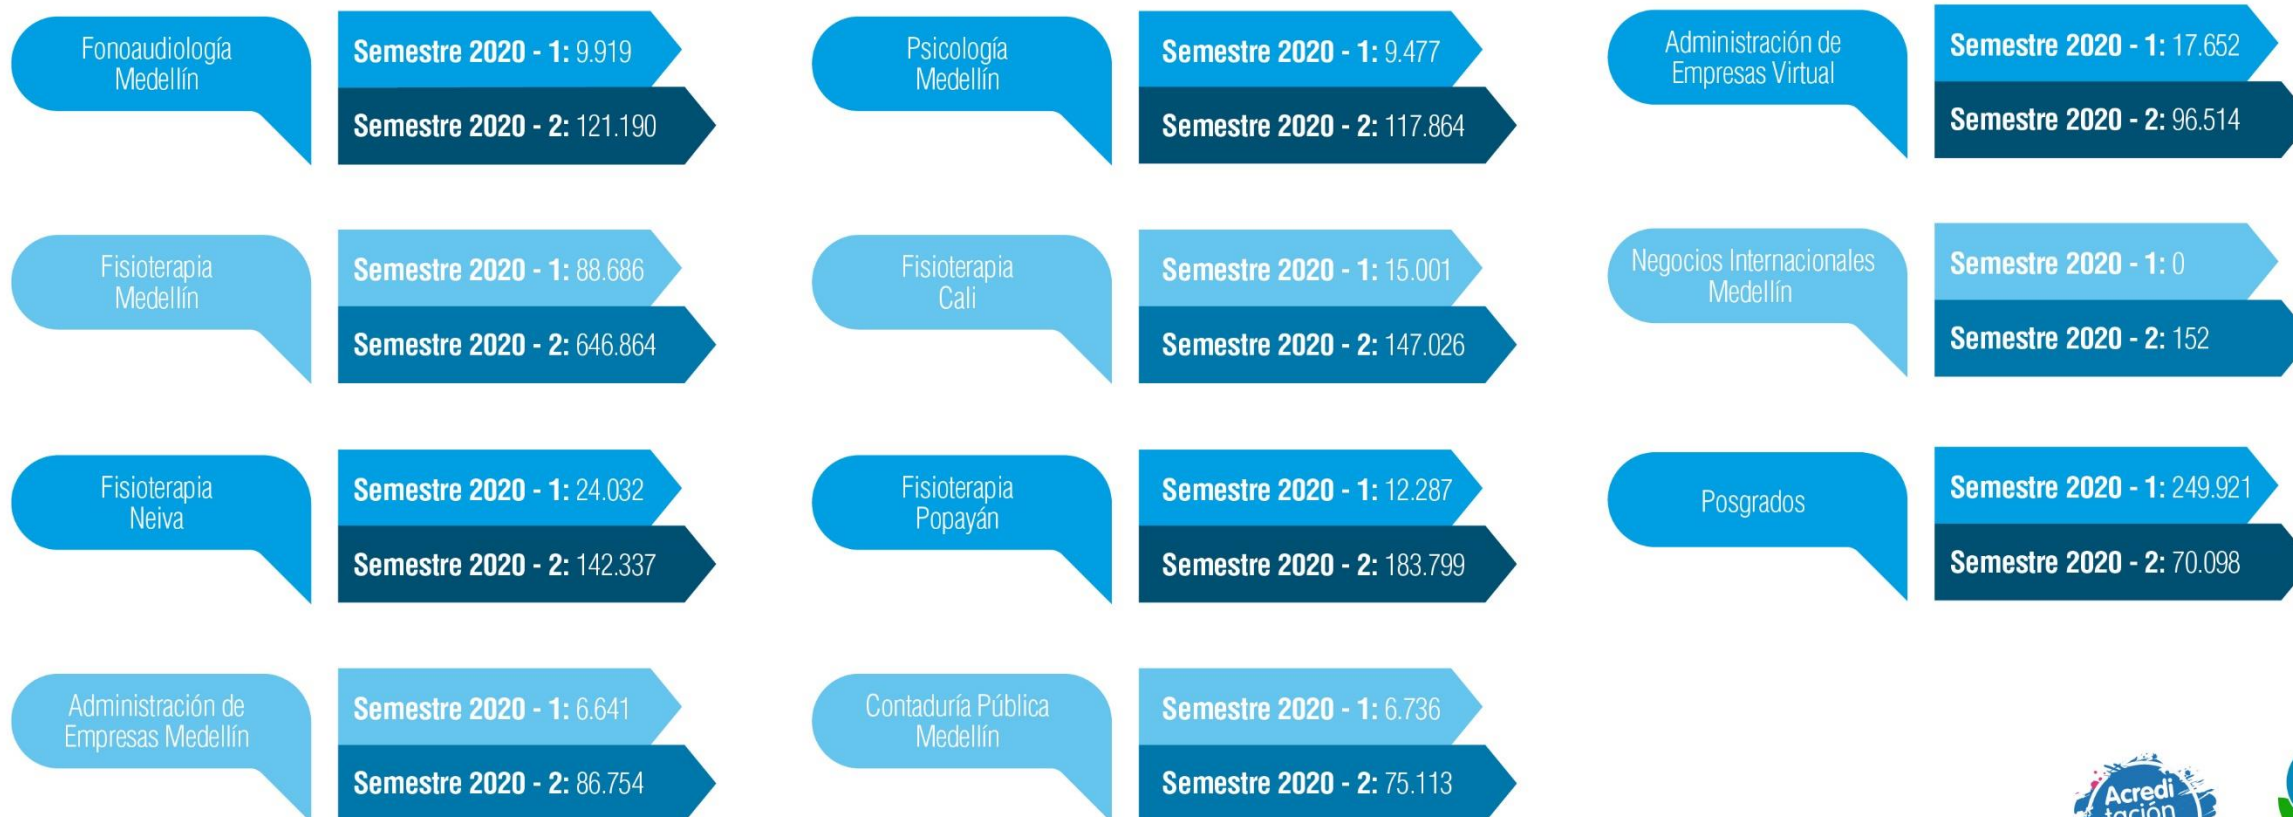 Fonoaudiología
Medellín
Semestre 2020 - 1: 9.919
Semestre 2020 - 2: 121.190
Psicología
Medellín
Semestre 2020 - 1: 9.477
Semestre 2020 - 2: 117.864
Administración de
Empresas Virtual
Semestre 2020 - 1: 17.652
Semestre 2020 - 2: 96.514
Fisioterapia
Medellín
Semestre 2020 - 1: 88.686
Semestre 2020 - 2: 646.864
Fisioterapia
Cali
Semestre 2020 - 1: 15.001
Semestre 2020 - 2: 147.026
Negocios Internacionales
Medellín
Semestre 2020 - 1: 0
Semestre 2020 - 2: 152
Fisioterapia
Neiva
Semestre 2020 - 1: 24.032
Semestre 2020 - 2: 142.337
Fisioterapia
Popayán
Semestre 2020 - 1: 12.287
Semestre 2020 - 2: 183.799
Posgrados
Semestre 2020 - 1: 249.921
Semestre 2020 - 2: 70.098
Administración de
Empresas Medellín
Semestre 2020 - 1: 6.641
Semestre 2020 - 2: 86.754
Contaduría Pública
Medellín
Semestre 2020 - 1: 6.736
Semestre 2020 - 2: 75.113
Acredi
tación